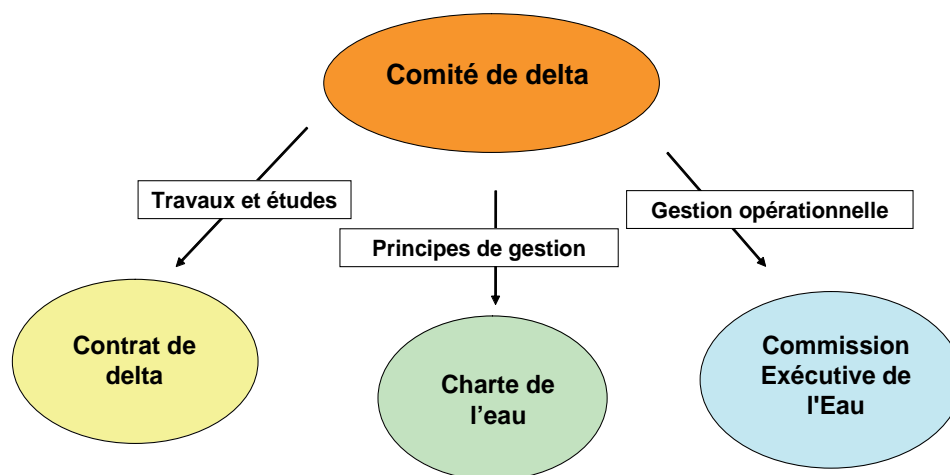 Comité de delta
Travaux et études
Gestion opérationnelle
Principes de gestion
Contrat de
delta
Charte de
l’eau
Commission
Exécutive de
l'Eau